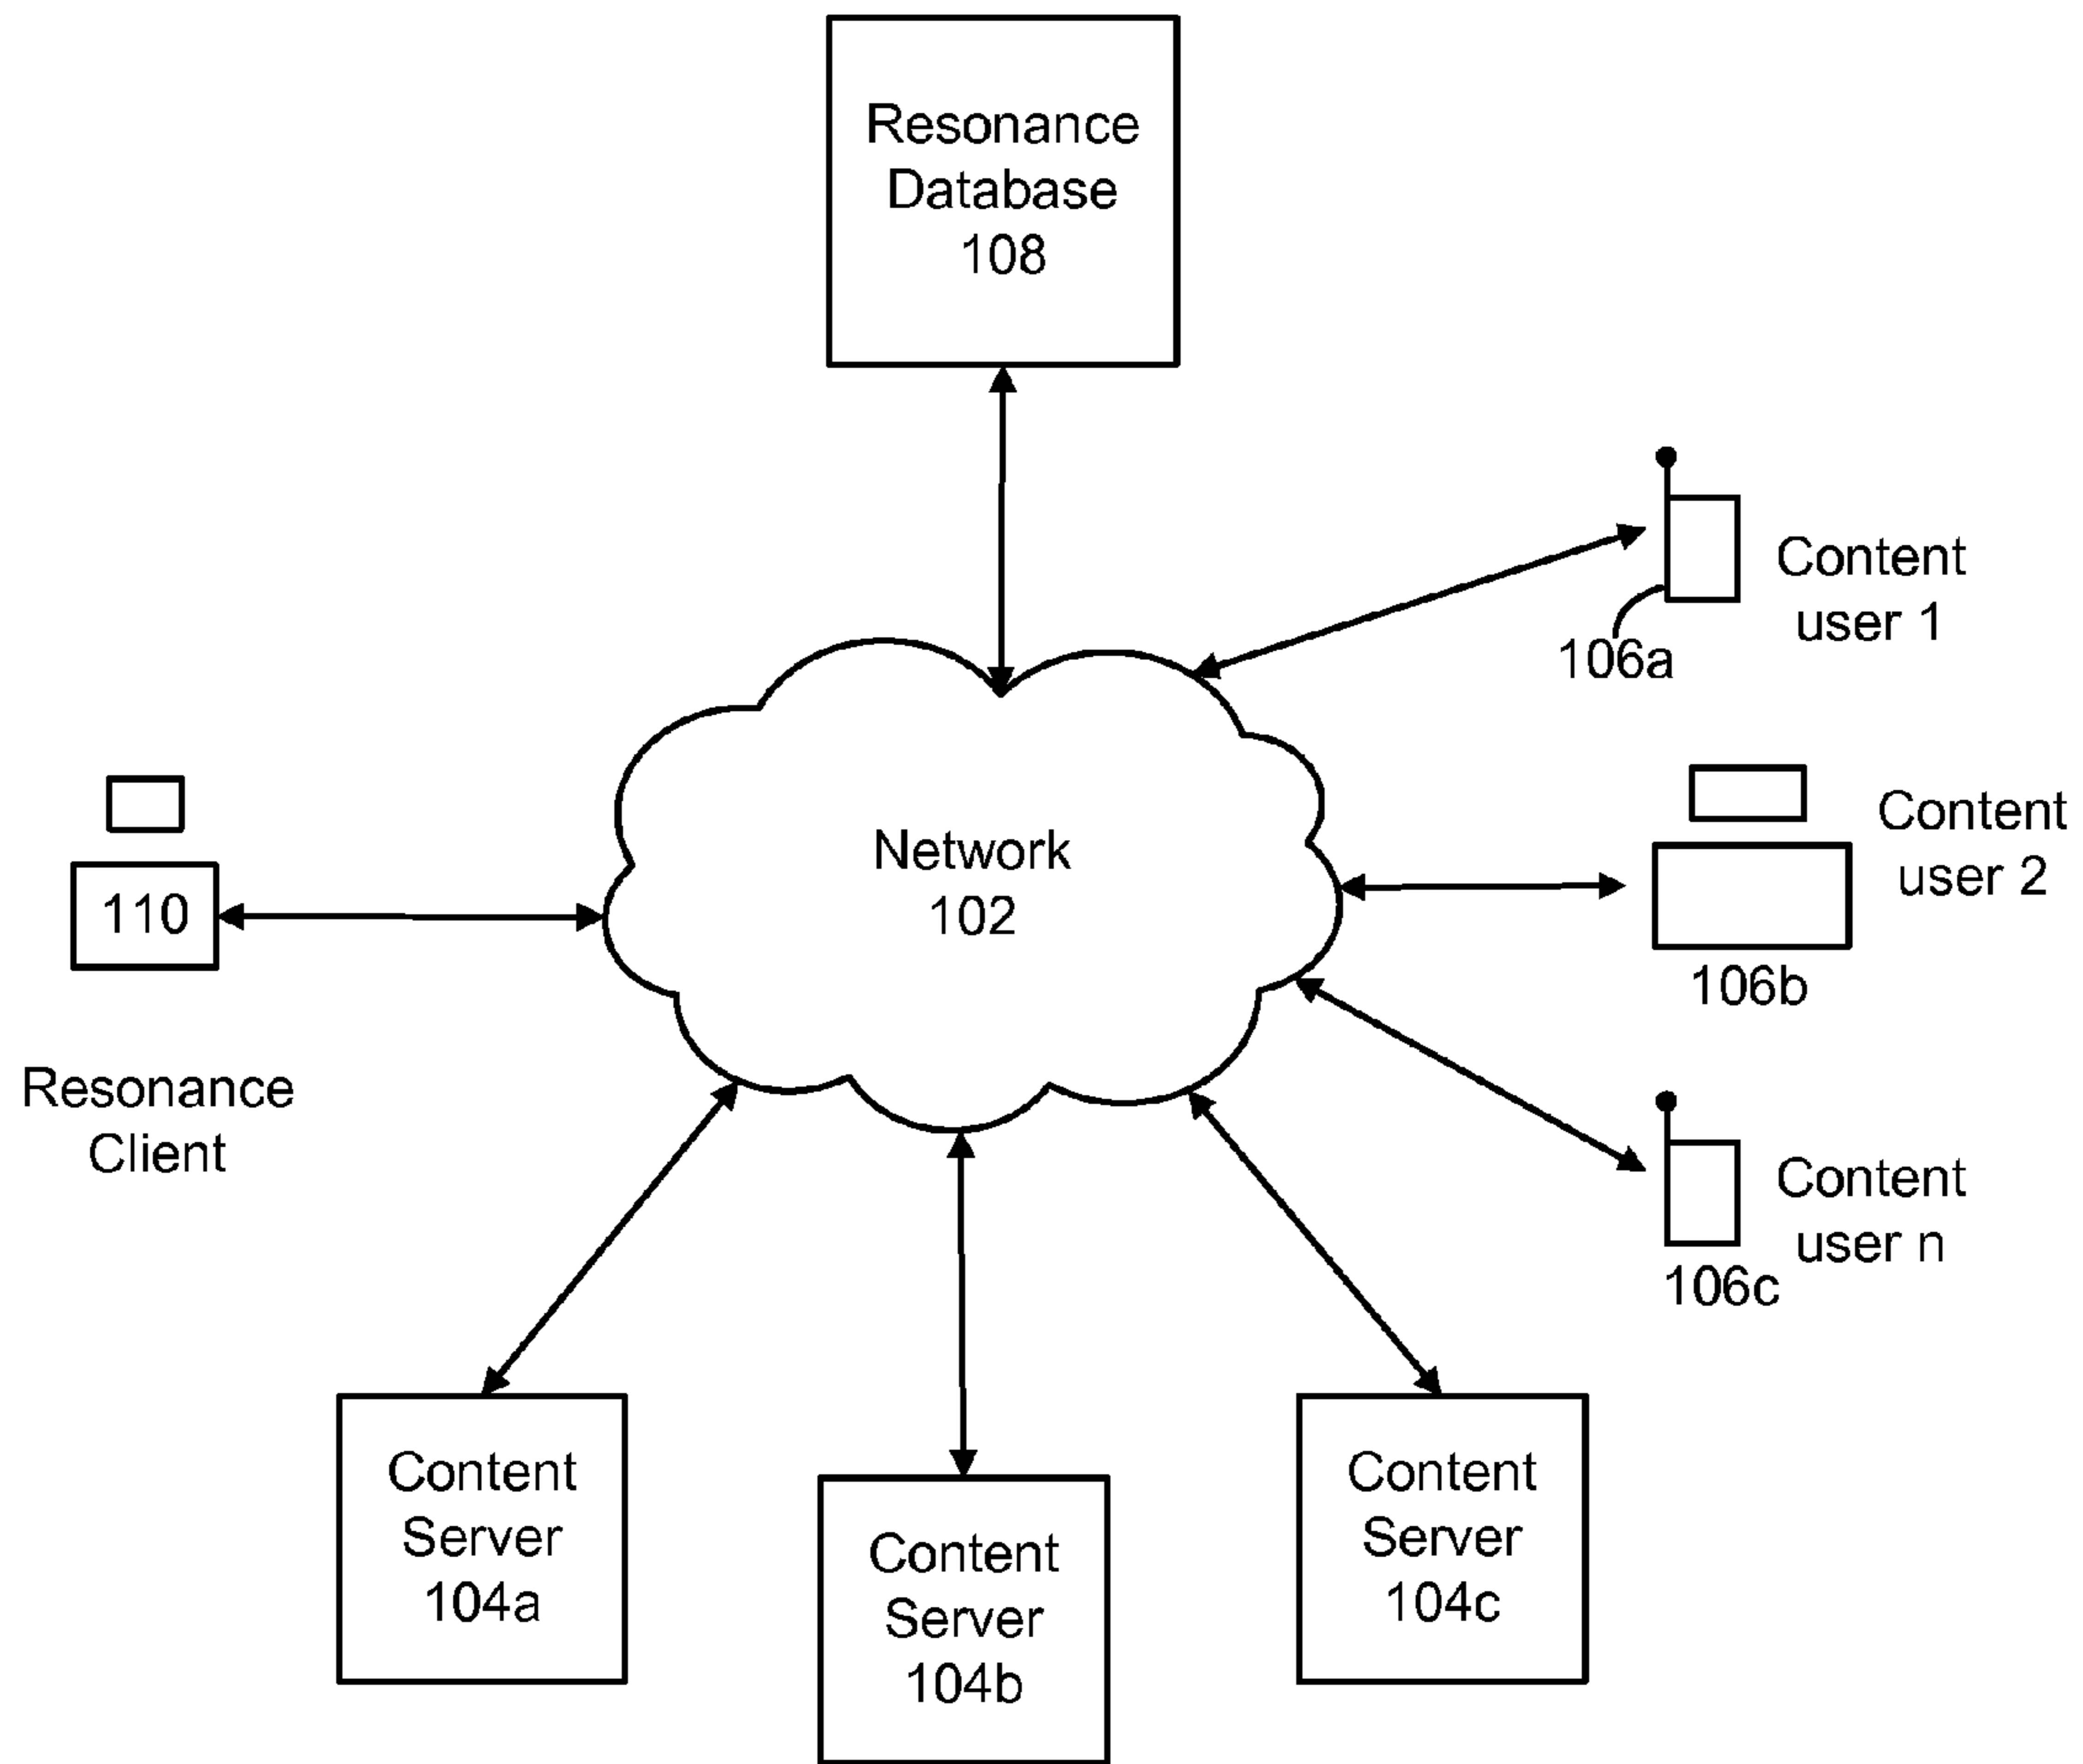 Resonance
Database
108
Content
user 1
106a
Network
102
Content
user 2
106b
110
Resonance
Client
Content
user n
106c
Content
Server
104a
Content
Server
104b
Content
Server
104c